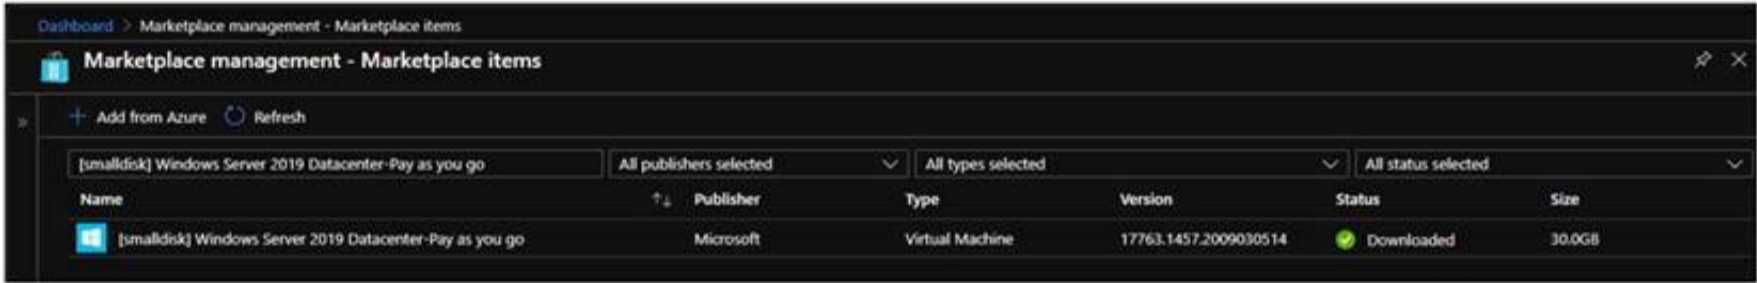 Dashboard > Marketplace management - Marketplace items
Marketplace management - Marketplace items
Add from Azure Refresh
[smalldisk] Windows Server 2019 Datacenter-Pay as you go All publishers selected All types selected All status selected
Name Publisher Type Version Status Size
[smalldisk] Windows Server 2019 Datacenter-Pay as you go Microsoft Virtual Machine 17763.1457.2009030514 Downloaded 30.0GB